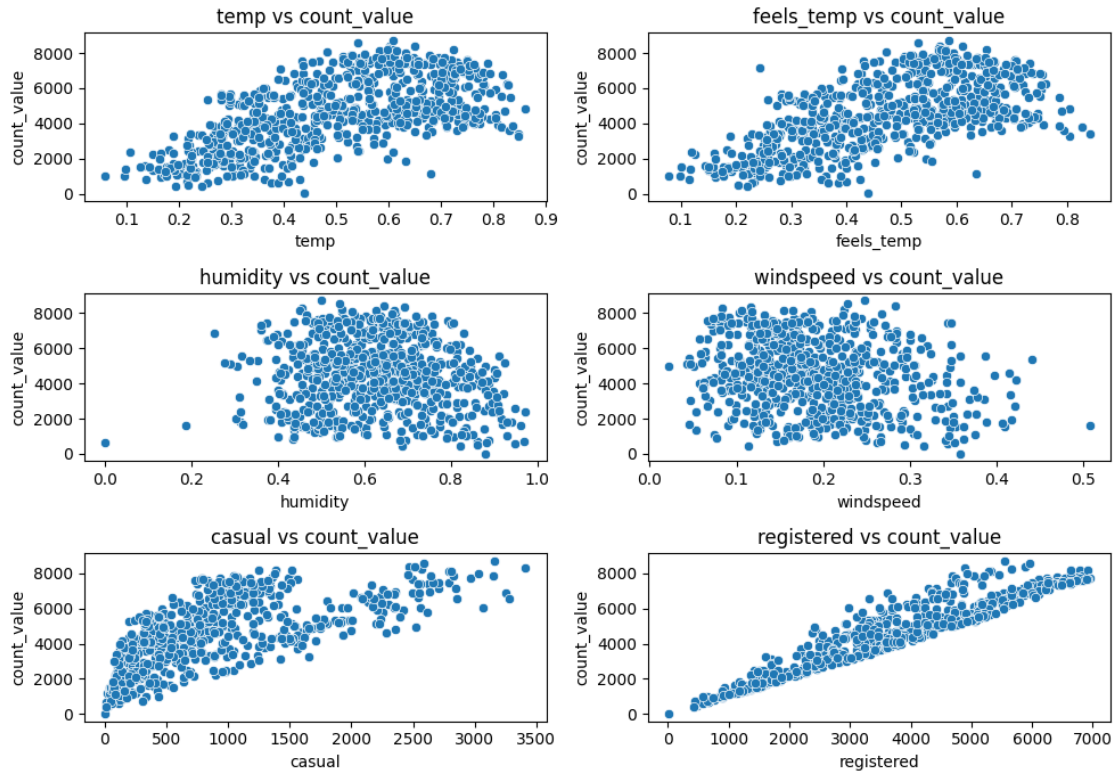 temp vs count_value
count_value
8000
6000
4000
2000
0
0.1 0.2 0.3 0.4 0.5 0.6 0.7 0.8 0.9
temp
feels_temp vs count_value
count_value
8000
6000
4000
2000
0
0.1 0.2 0.3 0.4 0.5 0.6 0.7 0.8
feels_temp
humidity vs count_value
count_value
8000
6000
4000
2000
0
0.0 0.2 0.4 0.6 0.8 1.0
humidity
windspeed vs count_value
count_value
8000
6000
4000
2000
0
0.0 0.1 0.2 0.3 0.4 0.5
windspeed
casual vs count_value
count_value
8000
6000
4000
2000
0
0 500 1000 1500 2000 2500 3000 3500
casual
registered vs count_value
count_value
8000
6000
4000
2000
0
0 1000 2000 3000 4000 5000 6000 7000
registered